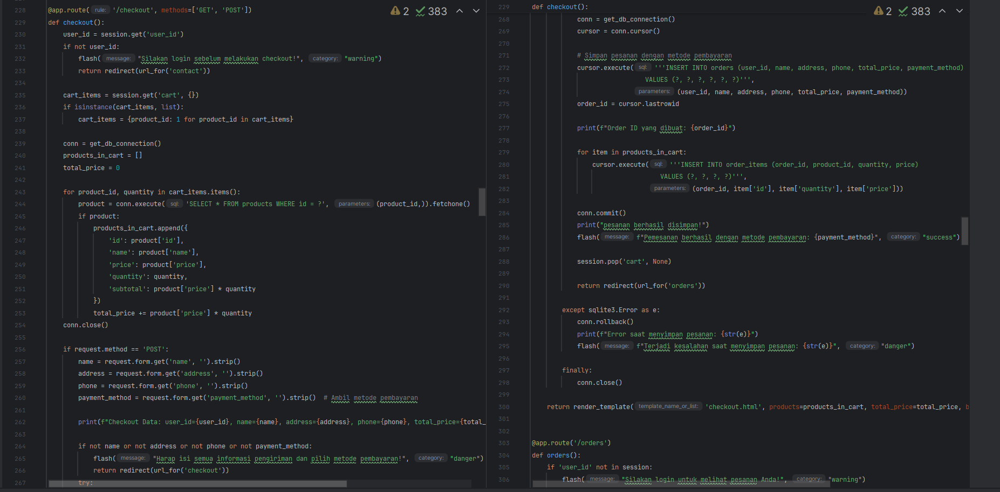 228 @app.route( rule: '/checkout', methods=['GET', 'POST'])
2 383
229 def checkout():
230 user_id = session.get('user_id')
231 if not user_id:
232 flash( message: "Silakan login sebelum melakukan checkout!", category: "warning")
233 return redirect(url_for('contact'))
234
235 cart_items = session.get('cart', {})
236 if isinstance(cart_items, list):
237 cart_items = {product_id: 1 for product_id in cart_items}
238
239 conn = get_db_connection()
240 products_in_cart = []
241 total_price = 0
242
243 for product_id, quantity in cart_items.items():
244 product = conn.execute( sql: 'SELECT * FROM products WHERE id = ?', parameters: (product_id,)).fetchone()
245 if product:
246 products_in_cart.append({
247 'id': product['id'],
248 'name': product['name'],
249 'price': product['price'],
250 'quantity': quantity,
251 'subtotal': product['price'] * quantity
252 })
253 total_price += product['price'] * quantity
254 conn.close()
255
256 if request.method == 'POST':
257 name = request.form.get('name', '').strip()
258 address = request.form.get('address', '').strip()
259 phone = request.form.get('phone', '').strip()
260 payment_method = request.form.get('payment_method', '').strip() # Ambil metode pembayaran
261
262 print(f"Checkout Data: user_id={user_id}, name={name}, address={address}, phone={phone}, total_price={total_
263
264 if not name or not address or not phone or not payment_method:
265 flash( message: "Harap isi semua informasi pengiriman dan pilih metode pembayaran!", category: "danger")
266 return redirect(url_for('checkout'))
267 try:
229 def checkout():
2 383
268 conn = get_db_connection()
269 cursor = conn.cursor()
270
271 # Simpan pesanan dengan metode pembayaran
272 cursor.execute( sql: '''INSERT INTO orders (user_id, name, address, phone, total_price, payment_method)
273 VALUES (?, ?, ?, ?, ?, ?)''',
274 parameters: (user_id, name, address, phone, total_price, payment_method))
275 order_id = cursor.lastrowid
276
277 print(f"Order ID yang dibuat: {order_id}")
278
279 for item in products_in_cart:
280 cursor.execute( sql: '''INSERT INTO order_items (order_id, product_id, quantity, price)
281 VALUES (?, ?, ?, ?)''',
282 parameters: (order_id, item['id'], item['quantity'], item['price']))
283
284 conn.commit()
285 print("pesanan berhasil disimpan!")
286 flash( message: f"Pemesanan berhasil dengan metode pembayaran: {payment_method}", category: "success")
287
288 session.pop('cart', None)
289
290 return redirect(url_for('orders'))
291
292 except sqlite3.Error as e:
293 conn.rollback()
294 print(f"Error saat menyimpan pesanan: {str(e)}")
295 flash( message: f"Terjadi kesalahan saat menyimpan pesanan: {str(e)}", category: "danger")
296
297 finally:
298 conn.close()
299
300 return render_template( template_name_or_list: 'checkout.html', products=products_in_cart, total_price=total_price, b
301
302
303 @app.route('/orders')
304 def orders():
305 if 'user_id' not in session:
306 flash( message: "Silakan login untuk melihat pesanan Anda!", category: "warning")